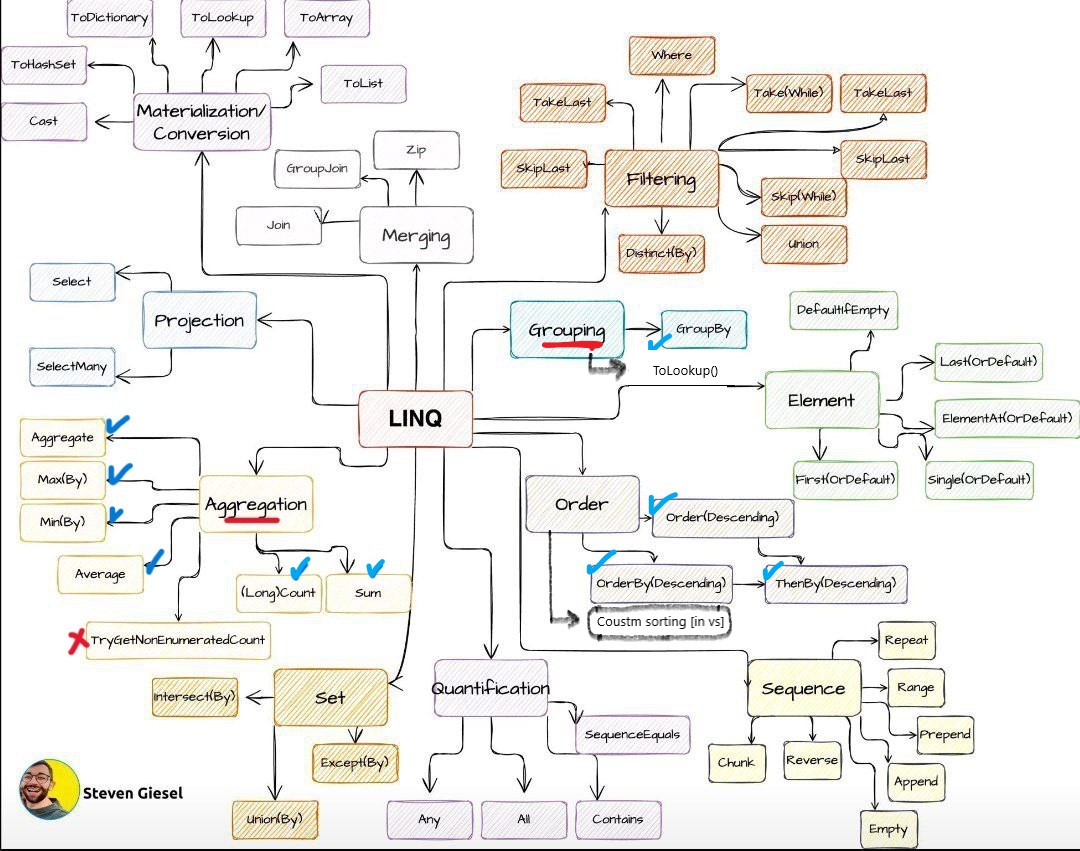 ToDictionary
ToLookup
ToArray
ToHashSet
ToList
Cast
Materialization/
Conversion
Zip
GroupJoin
Join
Merging
Where
TakeLast
Take(While)
TakeLast
SkipLast
SkipLast
Filtering
Skip(While)
Distinct(By)
Union
Select
Projection
SelectMany
Grouping
GroupBy
ToLookup()
DefaultIfEmpty
Last(OrDefault)
Element
ElementAt(OrDefault)
First(OrDefault)
Single(OrDefault)
LINQ
Aggregate
Max(By)
Min(By)
Aggregation
Average
(Long)Count
Sum
TryGetNonEnumeratedCount
Order
Order(Descending)
OrderBy(Descending)
ThenBy(Descending)
Coustm sorting [in vs]
Intersect(By)
Set
Except(By)
Union(By)
Quantification
SequenceEquals
Any
All
Contains
Sequence
Repeat
Range
Prepend
Chunk
Reverse
Append
Empty
Steven Giesel